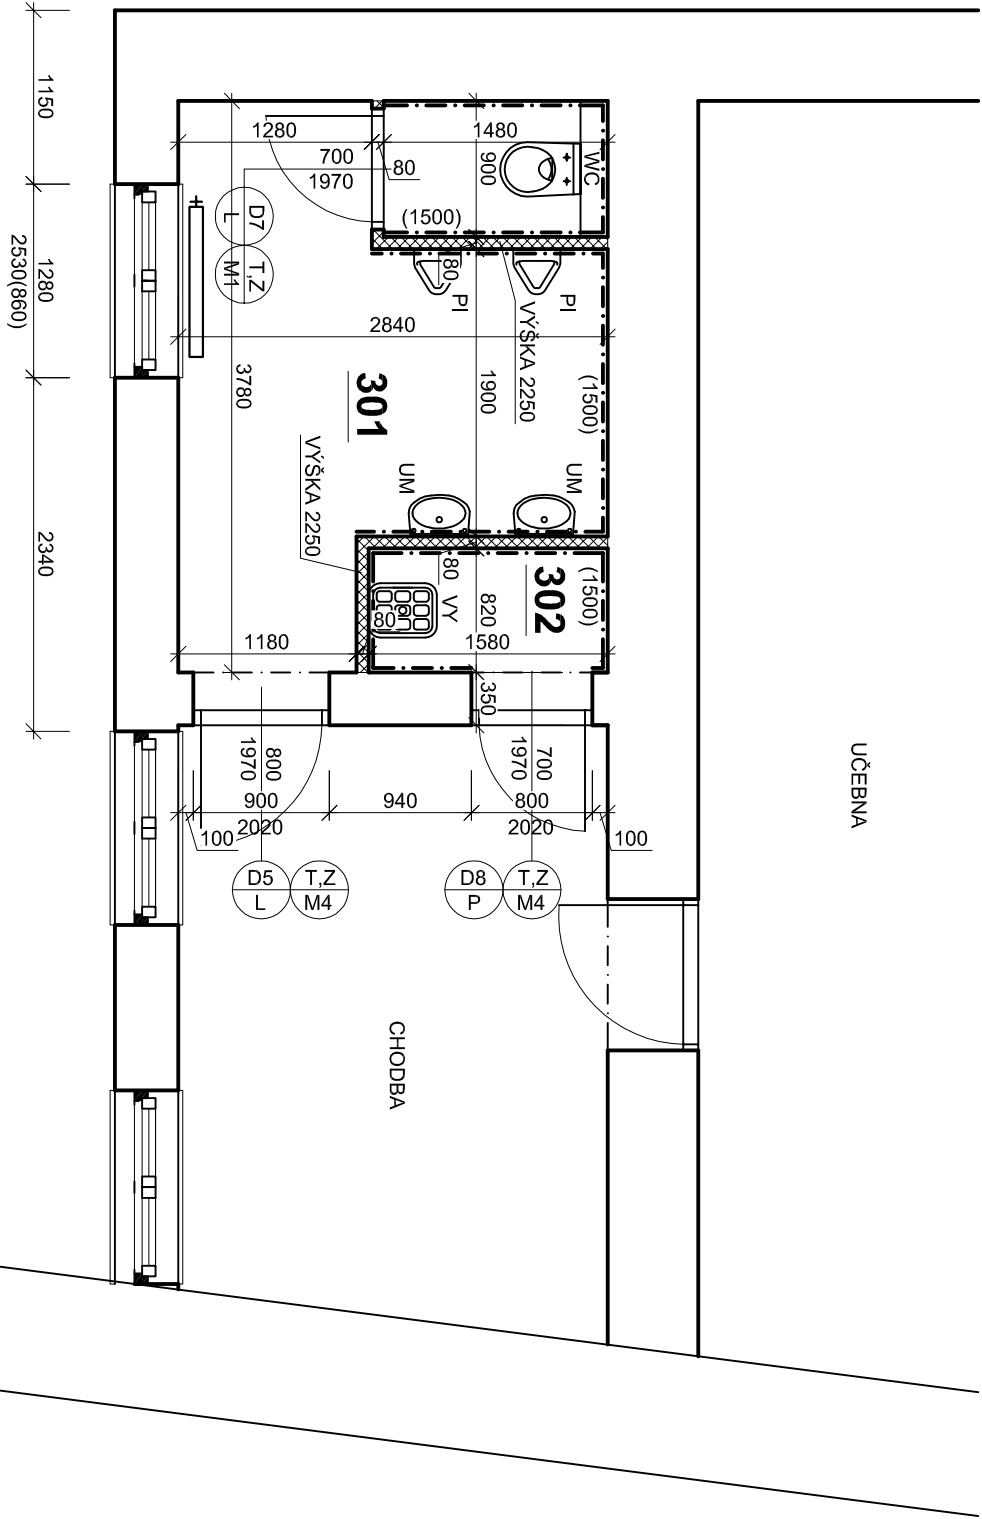 1150
1280
2530(860)
2340
1280
1480
700
1970
80
900
WC
(1500)
D7
L
T,Z
M1
80
PI
PI
VÝŠKA 2250
2840
3780
1900
(1500)
301
VÝŠKA 2250
UM
UM
80
VY
80
820
302
(1500)
1180
1580
350
800
1970
700
1970
900
2020
940
800
2020
100
100
D5
L
T,Z
M4
D8
P
T,Z
M4
UČEBNA
CHODBA